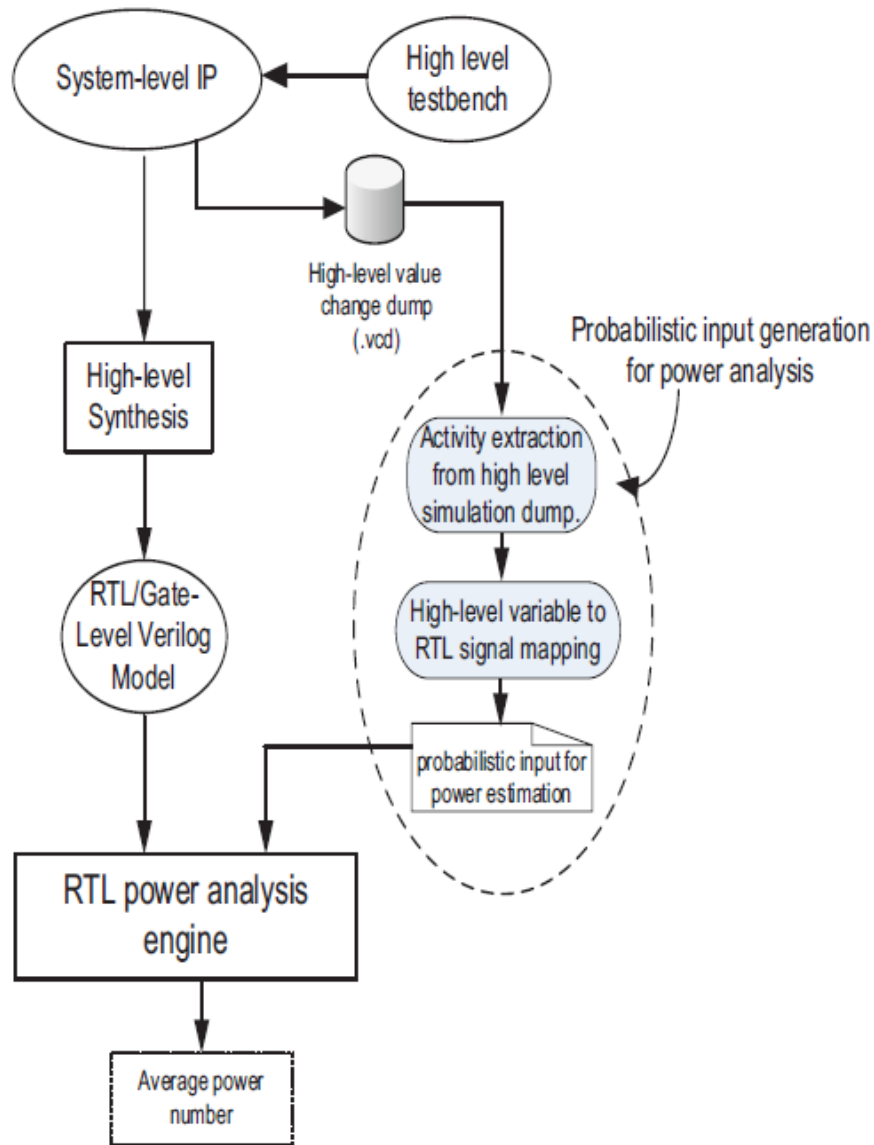 System-level IP
High level
testbench
High-level value
change dump
(.vcd)
Probabilistic input generation
for power analysis
High-level
Synthesis
Activity extraction
from high level
simulation dump.
RTL/Gate-
Level Verilog
Model
High-level variable to
RTL signal mapping
probabilistic input for
power estimation
RTL power analysis
engine
Average power
number